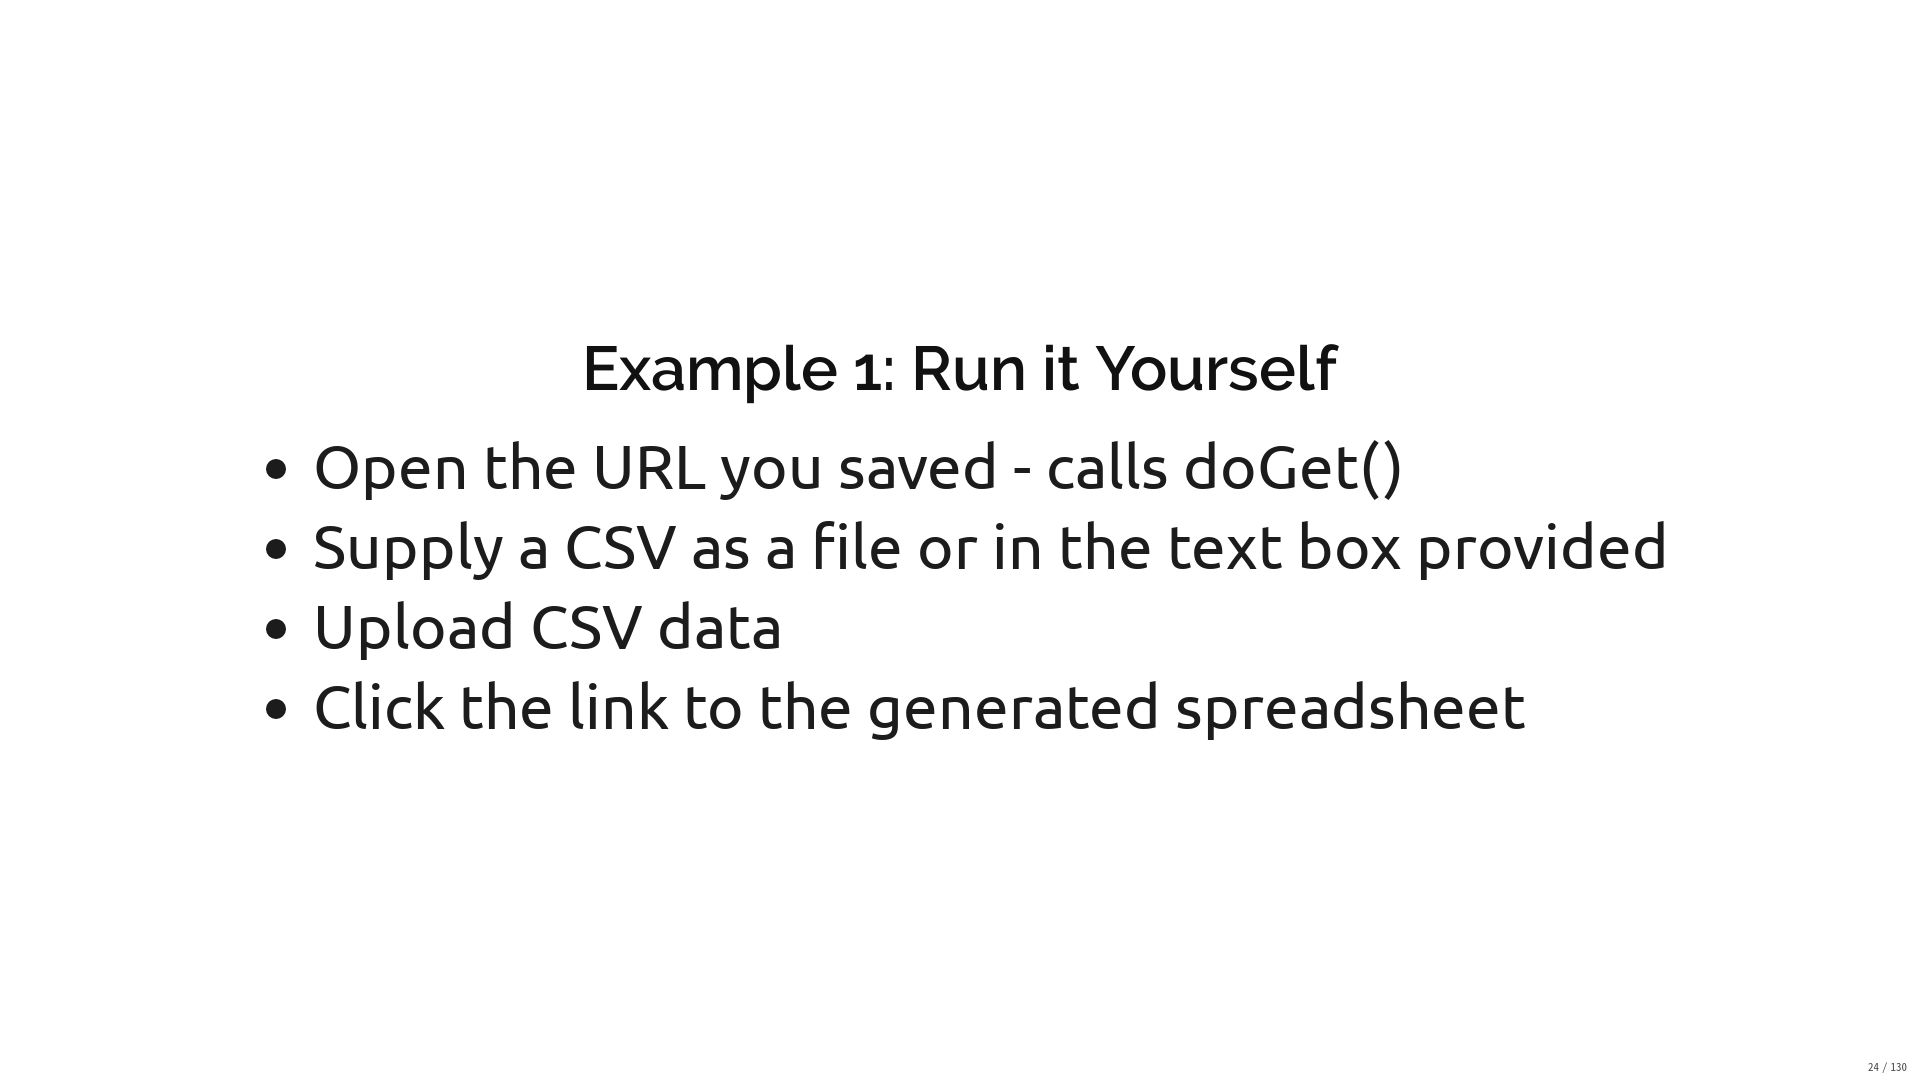 Example 1: Run it Yourself
• Open the URL you saved - calls doGet()
• Supply a CSV as a file or in the text box provided
• Upload CSV data
• Click the link to the generated spreadsheet
24 / 130